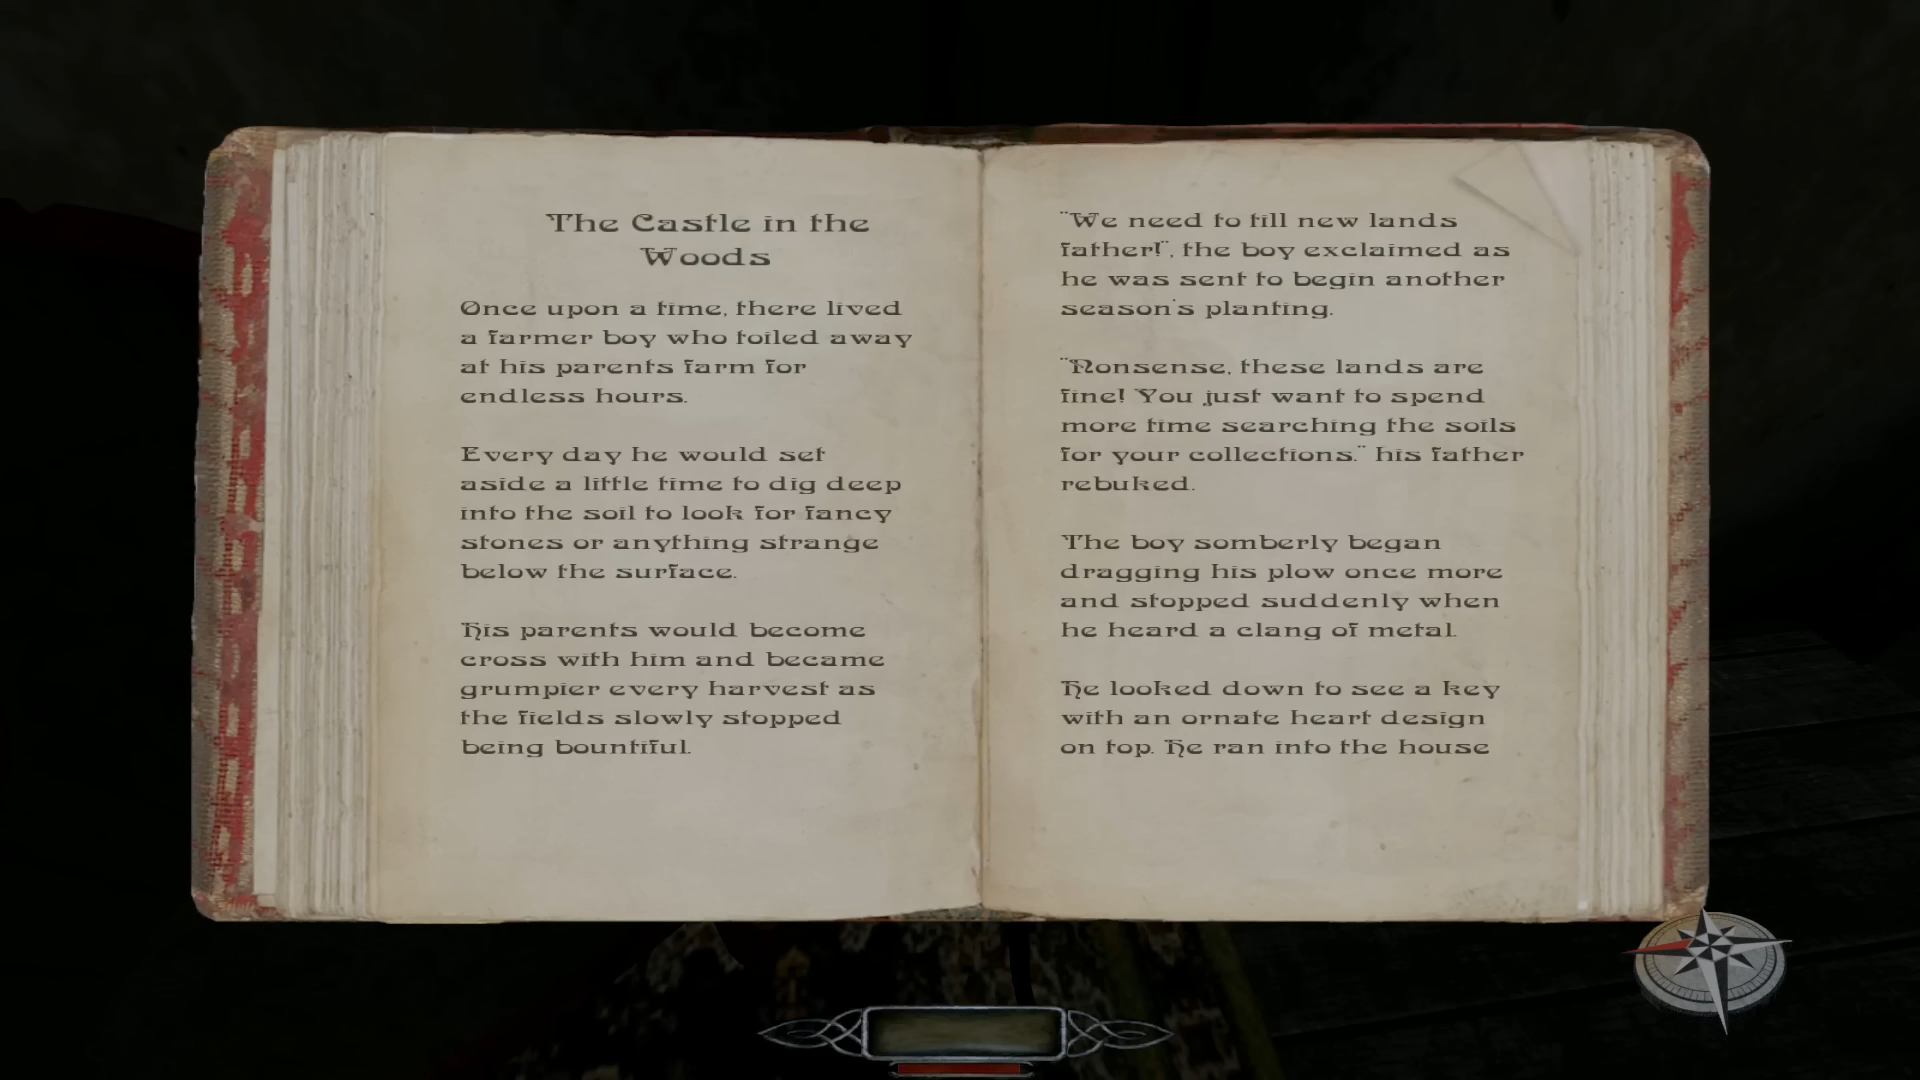 The Castle in the
Woods
Once upon a time, there lived
a farmer boy who toiled away
at his parents farm for
endless hours.
Every day he would set
aside a little time to dig deep
into the soil to look for fancy
stones or anything strange
below the surface.
His parents would become
cross with him and became
grumpier every harvest as
the fields slowly stopped
being bountiful.
"We need to till new lands
father!", the boy exclaimed as
he was sent to begin another
season's planting.
"Nonsense, these lands are
fine! You just want to spend
more time searching the soils
for your collections." his father
rebuked.
The boy somberly began
dragging his plow once more
and stopped suddenly when
he heard a clang of metal.
He looked down to see a key
with an ornate heart design
on top. He ran into the house